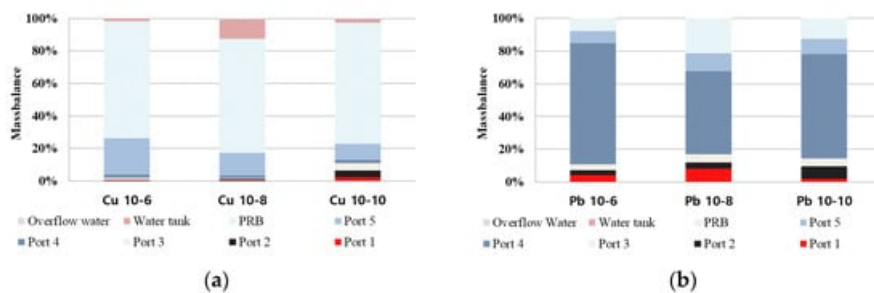 100%
80%
60%
40%
20%
0%
Massbalance
Cu 10-6 Cu 10-8 Cu 10-10
Overflow water Water tank PRB Port 5
Port 4 Port 3 Port 2 Port 1
(a)
100%
80%
60%
40%
20%
0%
Massbalance
Pb 10-6 Pb 10-8 Pb 10-10
Overflow water Water tank PRB Port 5
Port 4 Port 3 Port 2 Port 1
(b)